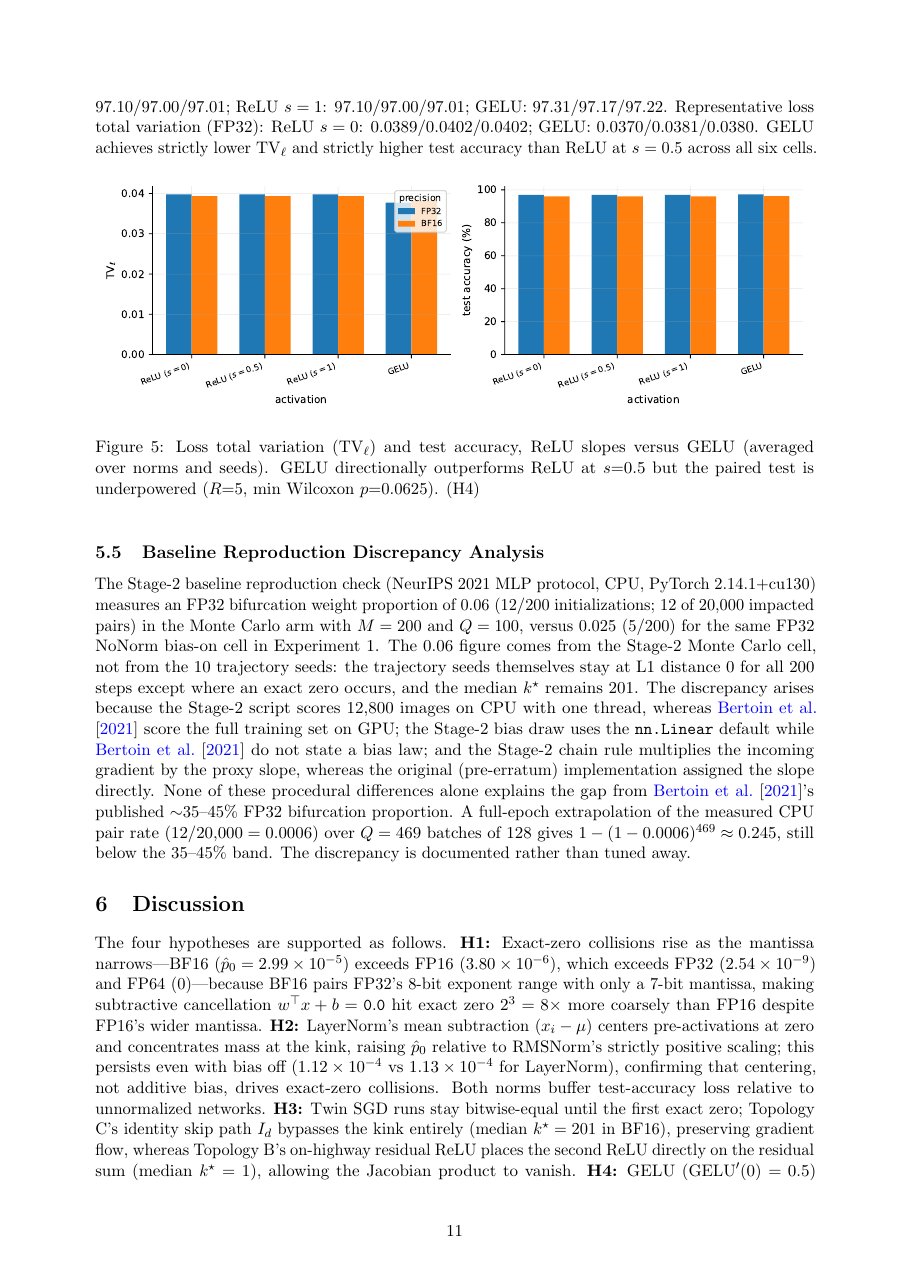 97.10/97.00/97.01; ReLU s = 1: 97.10/97.00/97.01; GELU: 97.31/97.17/97.22. Representative loss
total variation (FP32): ReLU s = 0: 0.0389/0.0402/0.0402; GELU: 0.0370/0.0381/0.0380. GELU
achieves strictly lower TVℓ and strictly higher test accuracy than ReLU at s = 0.5 across all six cells.
0.04
0.03
0.02
0.01
0.00
TVℓ
precision
FP32
BF16
ReLU (s = 0)
ReLU (s = 0.5)
ReLU (s = 1)
GELU
activation
100
80
60
40
20
0
test accuracy (%)
ReLU (s = 0)
ReLU (s = 0.5)
ReLU (s = 1)
GELU
activation
Figure 5: Loss total variation (TVℓ) and test accuracy, ReLU slopes versus GELU (averaged
over norms and seeds). GELU directionally outperforms ReLU at s=0.5 but the paired test is
underpowered (R=5, min Wilcoxon p=0.0625). (H4)
5.5 Baseline Reproduction Discrepancy Analysis
The Stage-2 baseline reproduction check (NeurIPS 2021 MLP protocol, CPU, PyTorch 2.14.1+cu130)
measures an FP32 bifurcation weight proportion of 0.06 (12/200 initializations; 12 of 20,000 impacted
pairs) in the Monte Carlo arm with M = 200 and Q = 100, versus 0.025 (5/200) for the same FP32
NoNorm bias-on cell in Experiment 1. The 0.06 figure comes from the Stage-2 Monte Carlo cell,
not from the 10 trajectory seeds: the trajectory seeds themselves stay at L1 distance 0 for all 200
steps except where an exact zero occurs, and the median k⋆ remains 201. The discrepancy arises
because the Stage-2 script scores 12,800 images on CPU with one thread, whereas Bertoin et al.
[2021] score the full training set on GPU; the Stage-2 bias draw uses the nn.Linear default while
Bertoin et al. [2021] do not state a bias law; and the Stage-2 chain rule multiplies the incoming
gradient by the proxy slope, whereas the original (pre-erratum) implementation assigned the slope
directly. None of these procedural differences alone explains the gap from Bertoin et al. [2021]'s
published ∼35–45% FP32 bifurcation proportion. A full-epoch extrapolation of the measured CPU
pair rate (12/20,000 = 0.0006) over Q = 469 batches of 128 gives 1 − (1 − 0.0006)⁴⁶⁹ ≈ 0.245, still
below the 35–45% band. The discrepancy is documented rather than tuned away.
6 Discussion
The four hypotheses are supported as follows. H1: Exact-zero collisions rise as the mantissa
narrows—BF16 (p̂₀ = 2.99 × 10⁻⁵) exceeds FP16 (3.80 × 10⁻⁶), which exceeds FP32 (2.54 × 10⁻⁹)
and FP64 (0)—because BF16 pairs FP32's 8-bit exponent range with only a 7-bit mantissa, making
subtractive cancellation w⊤x + b = 0.0 hit exact zero 2³ = 8× more coarsely than FP16 despite
FP16's wider mantissa. H2: LayerNorm's mean subtraction (xᵢ − μ) centers pre-activations at zero
and concentrates mass at the kink, raising p̂₀ relative to RMSNorm's strictly positive scaling; this
persists even with bias off (1.12 × 10⁻⁴ vs 1.13 × 10⁻⁴ for LayerNorm), confirming that centering,
not additive bias, drives exact-zero collisions. Both norms buffer test-accuracy loss relative to
unnormalized networks. H3: Twin SGD runs stay bitwise-equal until the first exact zero; Topology
C's identity skip path I_d bypasses the kink entirely (median k⋆ = 201 in BF16), preserving gradient
flow, whereas Topology B's on-highway residual ReLU places the second ReLU directly on the residual
sum (median k⋆ = 1), allowing the Jacobian product to vanish. H4: GELU (GELU′(0) = 0.5)
11